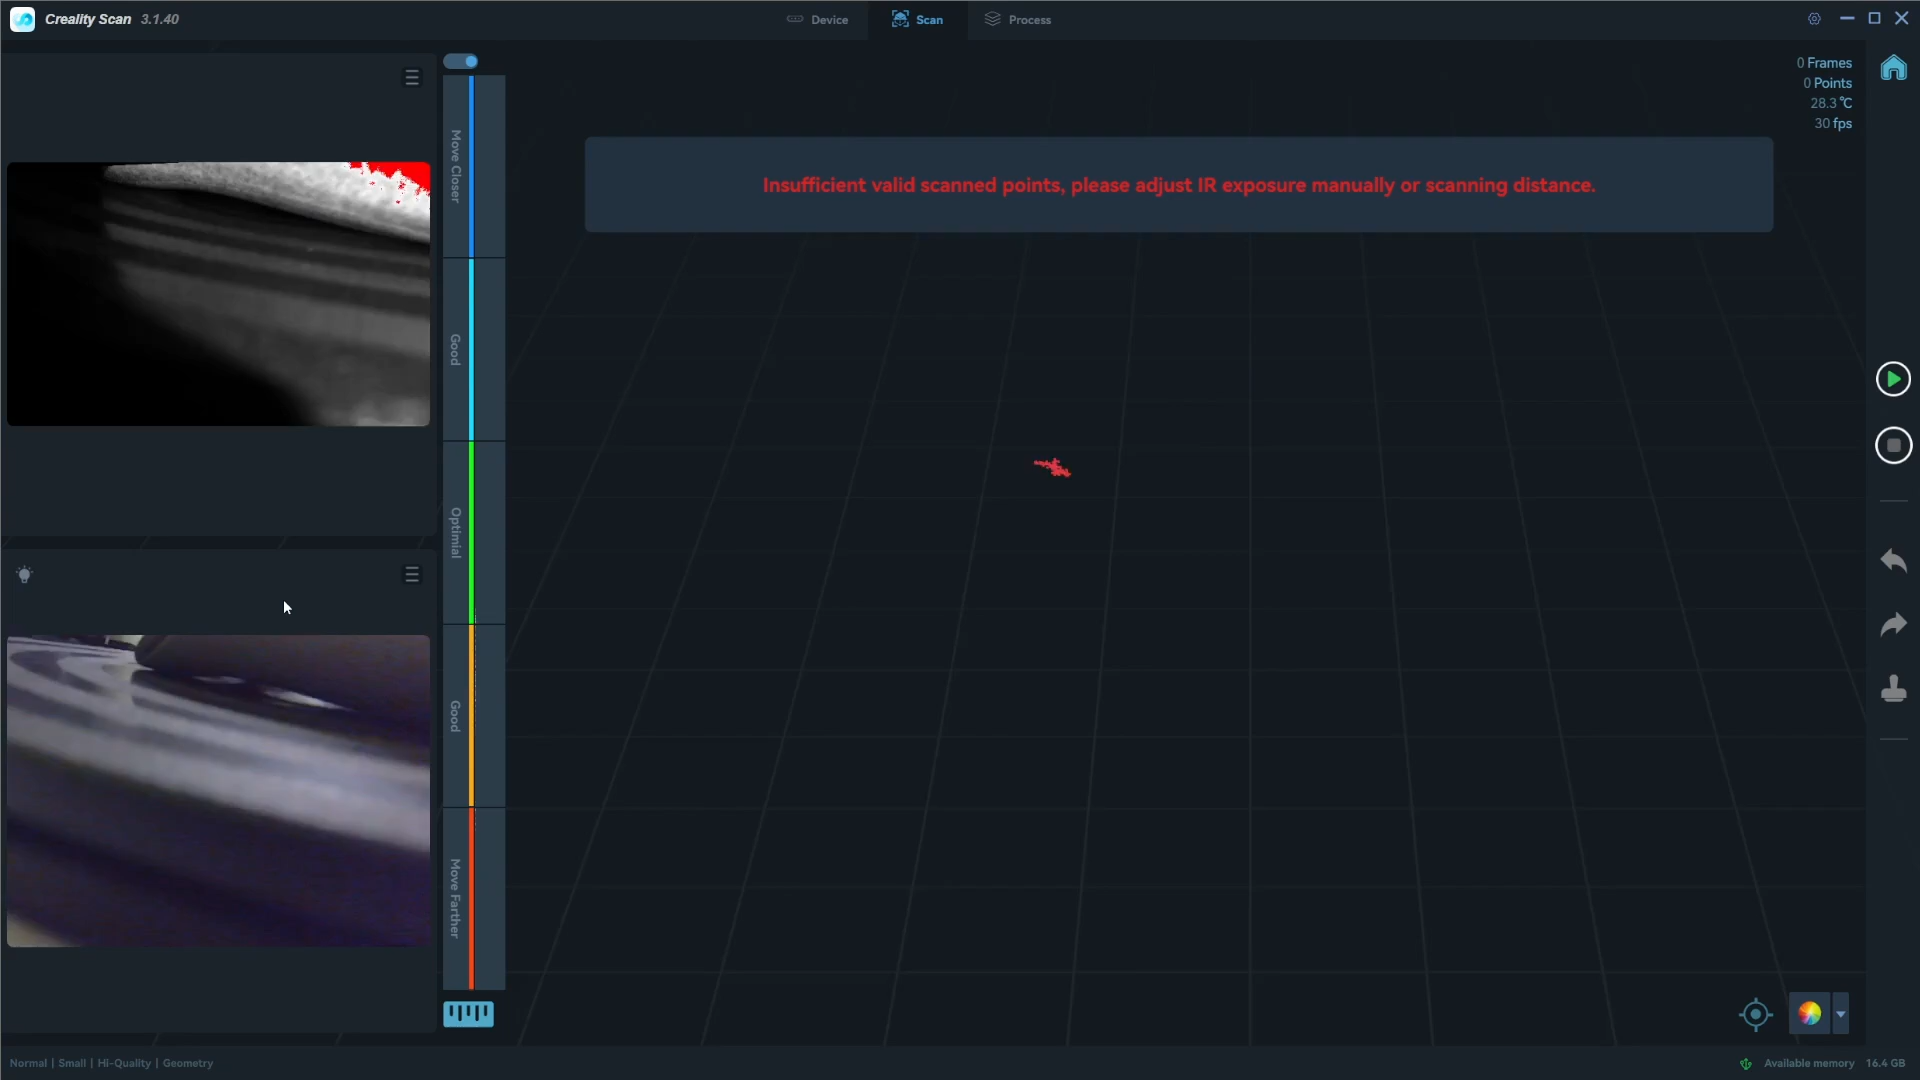 Creality Scan 3.1.40
Device
Scan
Process
0 Frames
0 Points
28.3 ℃
30 fps
Insufficient valid scanned points, please adjust IR exposure manually or scanning distance.
Move Closer
Good
Optimial
Good
Move Farther
Normal | Small | Hi-Quality | Geometry
Available memory 16.4 GB